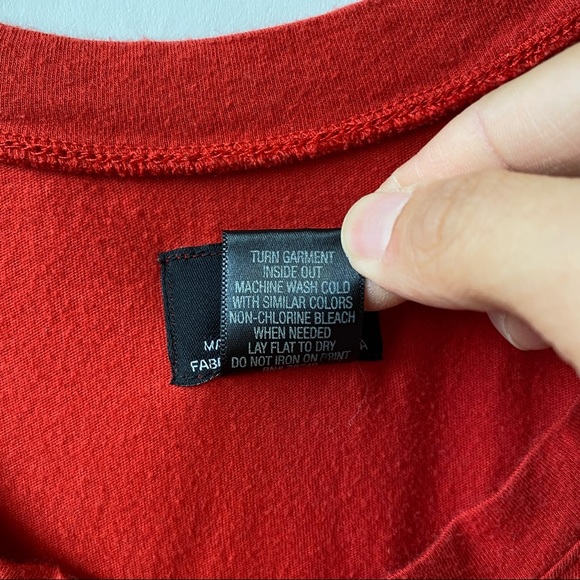 TURN GARMENT
INSIDE OUT
MACHINE WASH COLD
WITH SIMILAR COLORS
NON-CHLORINE BLEACH
WHEN NEEDED
LAY FLAT TO DRY
DO NOT IRON ON PRINT